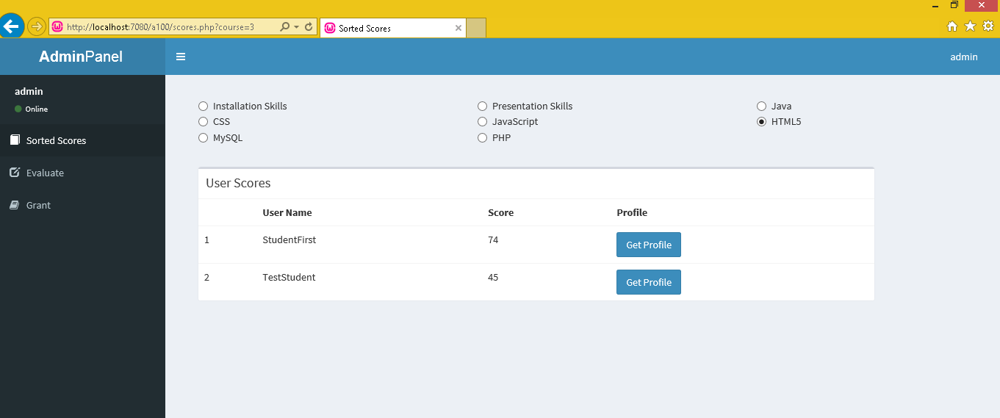 http://localhost:7080/a100/scores.php?course=3
Sorted Scores
AdminPanel
admin
admin
Online
Sorted Scores
Evaluate
Grant
Installation Skills
Presentation Skills
Java
CSS
JavaScript
HTML5
MySQL
PHP
User Scores
User Name Score Profile
1 StudentFirst 74 Get Profile
2 TestStudent 45 Get Profile